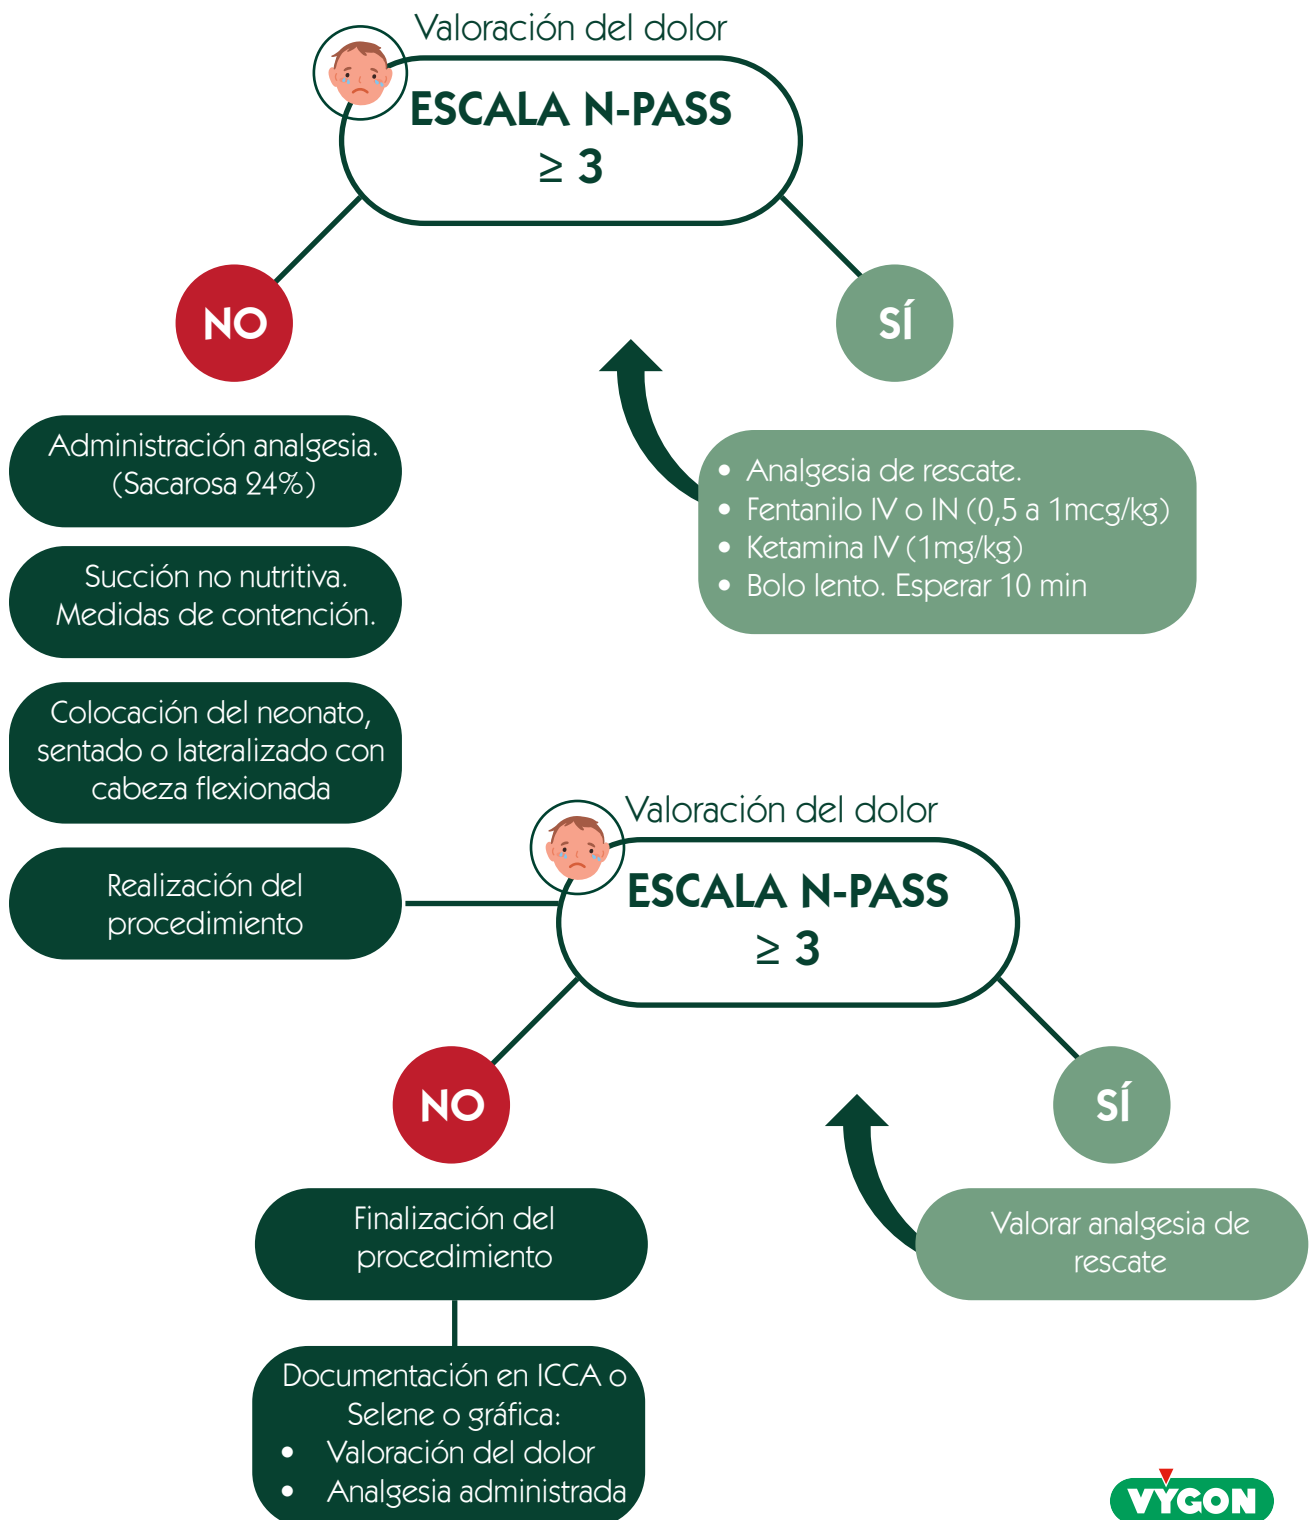 Valoración del dolor
ESCALA N-PASS
≥ 3
NO
SÍ
Administración analgesia.
(Sacarosa 24%)
Succión no nutritiva.
Medidas de contención.
Colocación del neonato,
sentado o lateralizado con
cabeza flexionada
Realización del
procedimiento
• Analgesia de rescate.
• Fentanilo IV o IN (0,5 a 1mcg/kg)
• Ketamina IV (1mg/kg)
• Bolo lento. Esperar 10 min
Valoración del dolor
ESCALA N-PASS
≥ 3
NO
SÍ
Finalización del
procedimiento
Valorar analgesia de
rescate
Documentación en ICCA o
Selene o gráfica:
• Valoración del dolor
• Analgesia administrada
VYGON